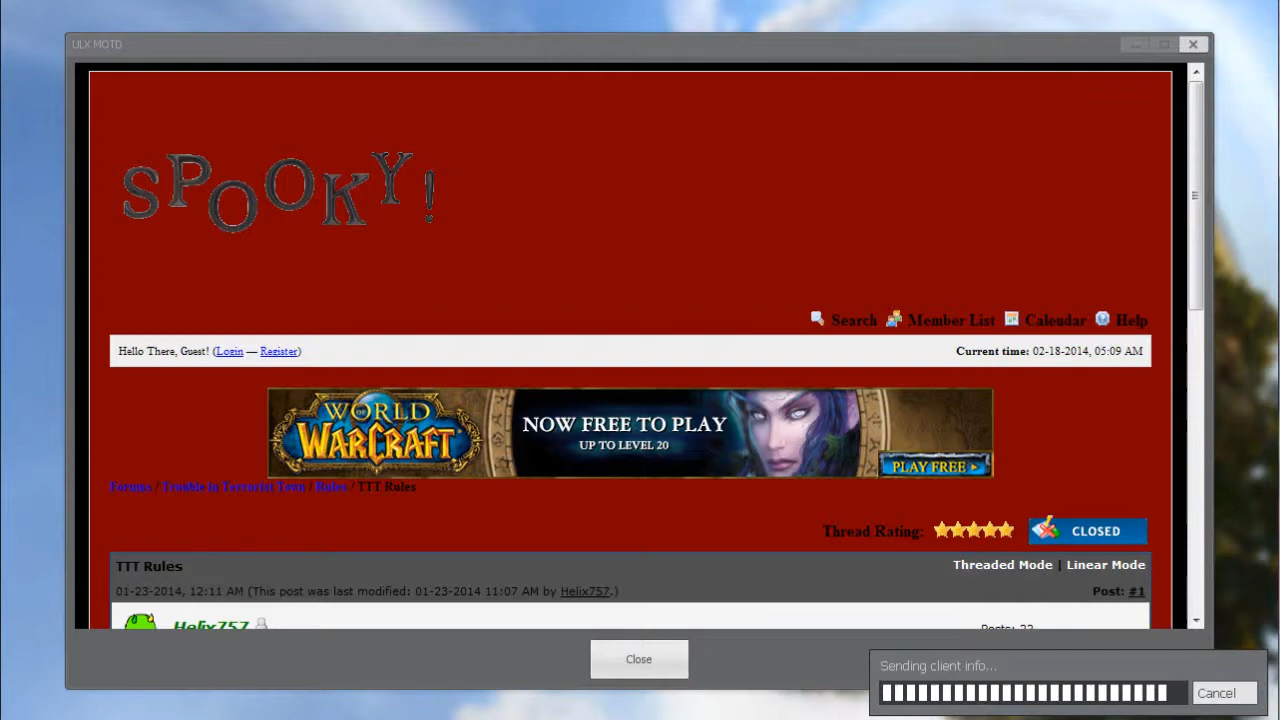 LILX MOTD
SPOOKY!
Search Member List Calendar Help
Hello There, Guest! (Login — Register)
Current time: 02-18-2014, 05:09 AM
WORLD OF WARCRAFT
NOW FREE TO PLAY
UP TO LEVEL 20
PLAY FREE
Forums / Trouble in Terrorist Town / Rules / TTT Rules
Thread Rating:
CLOSED
TTT Rules
Threaded Mode | Linear Mode
01-23-2014, 12:11 AM (This post was last modified: 01-23-2014 11:07 AM by Helix757.)
Post: #1
Helix757
Posts: 22
Close
Sending client info...
Cancel